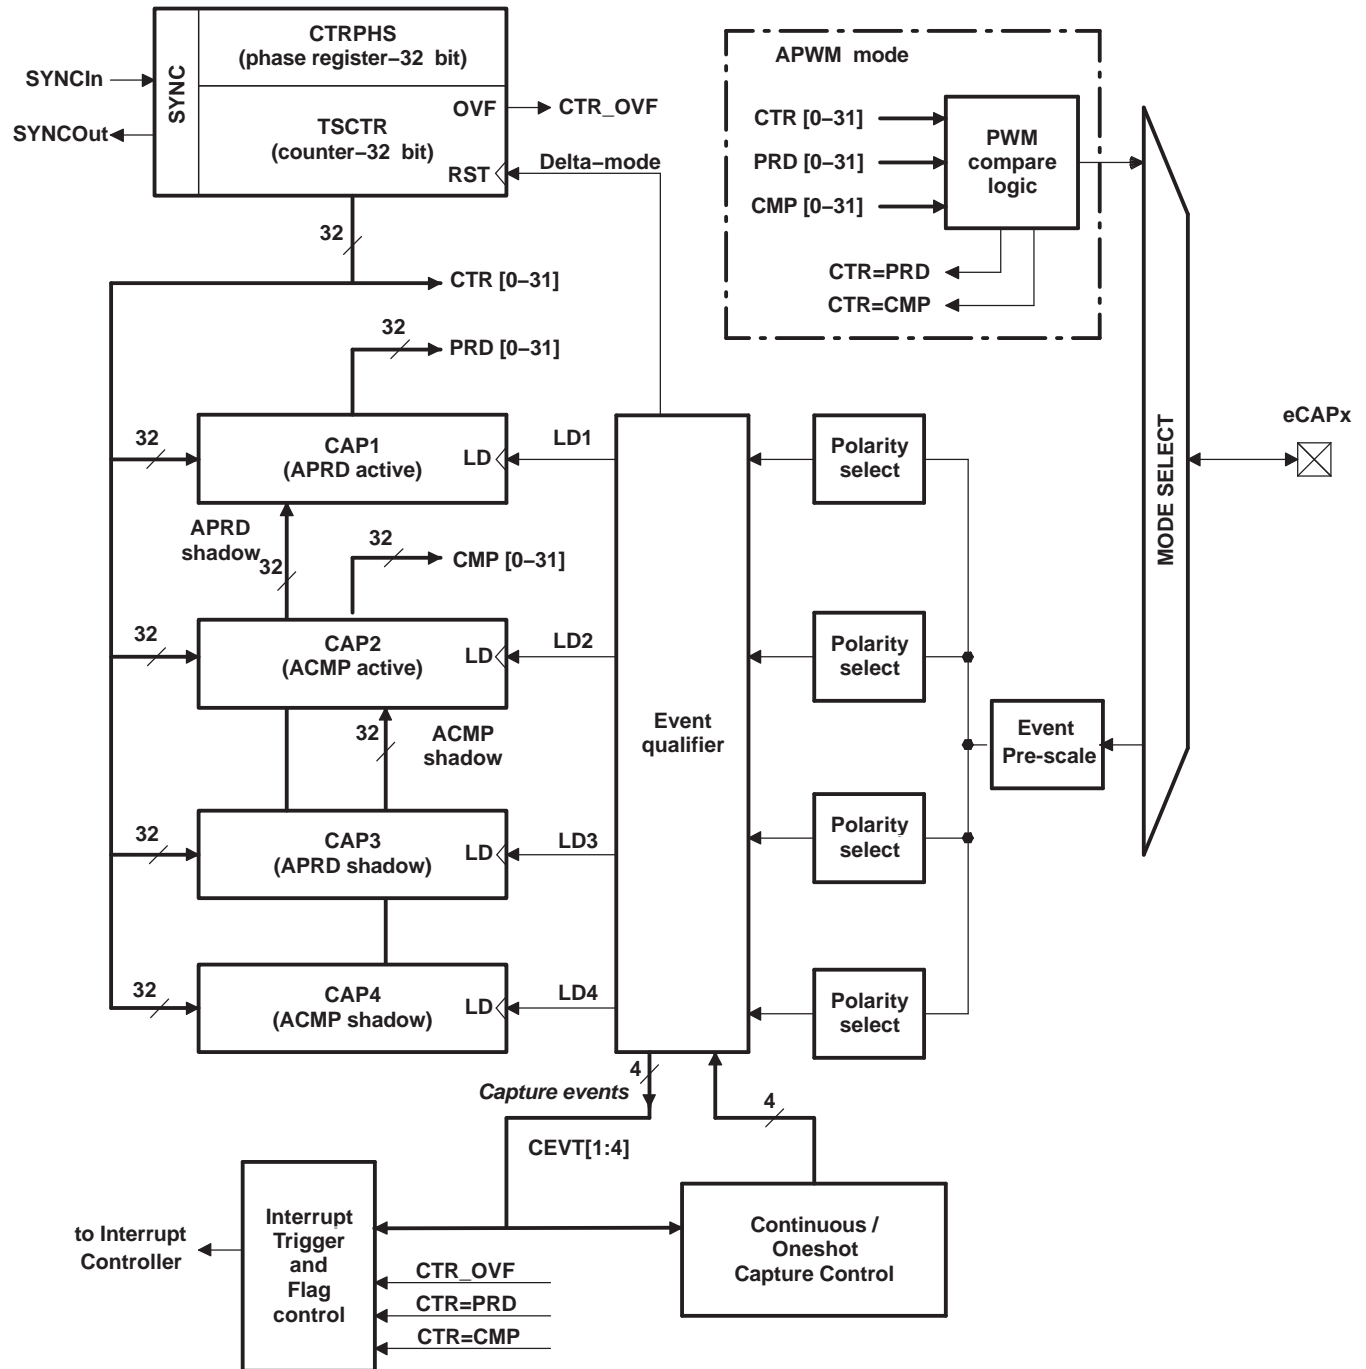 CTRPHS
(phase register−32 bit)
SYNC
SYNCIn
SYNCOut
OVF
CTR_OVF
TSCTR
(counter−32 bit)
RST
Delta−mode
32
CTR [0−31]
32
PRD [0−31]
APWM mode
CTR [0−31]
PRD [0−31]
CMP [0−31]
PWM
compare
logic
CTR=PRD
CTR=CMP
32
CAP1
(APRD active)
LD
LD1
APRD
shadow
32
32
CMP [0−31]
32
CAP2
(ACMP active)
LD
LD2
32
ACMP
shadow
32
CAP3
(APRD shadow)
LD
LD3
32
CAP4
(ACMP shadow)
LD
LD4
Event
qualifier
Polarity
select
Polarity
select
Polarity
select
Polarity
select
Event
Pre-scale
MODE SELECT
eCAPx
4
Capture events
CEVT[1:4]
4
to Interrupt
Controller
Interrupt
Trigger
and
Flag
control
CTR_OVF
CTR=PRD
CTR=CMP
Continuous /
Oneshot
Capture Control